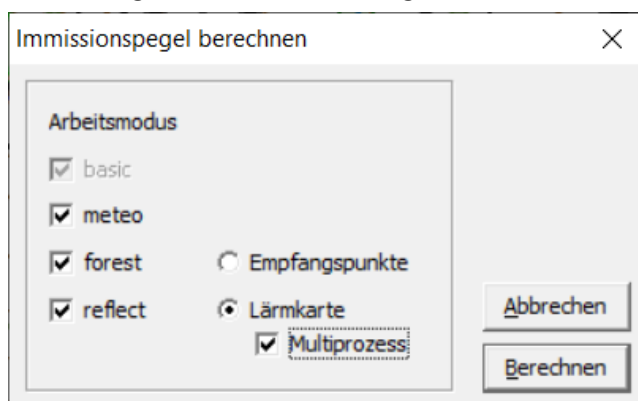 Immissionspegel berechnen
Arbeitsmodus
basic
meteo
forest
Empfangspunkte
reflect
Lärmkarte
Multiprozess
Abbrechen
Berechnen